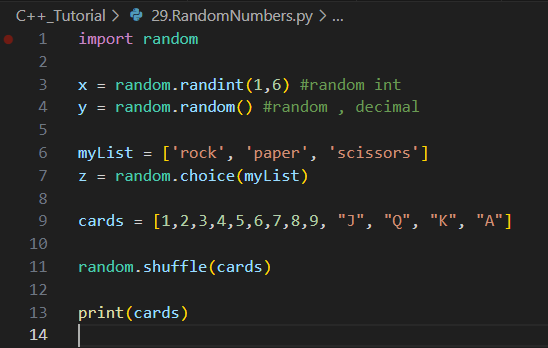 C++_Tutorial > 29.RandomNumbers.py > ...
1 import random
2
3 x = random.randint(1,6) #random int
4 y = random.random() #random , decimal
5
6 myList = ['rock', 'paper', 'scissors']
7 z = random.choice(myList)
8
9 cards = [1,2,3,4,5,6,7,8,9, "J", "Q", "K", "A"]
10
11 random.shuffle(cards)
12
13 print(cards)
14